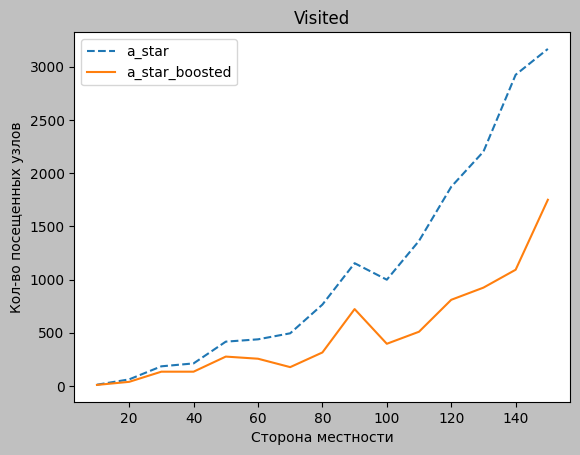 Visited
a_star
a_star_boosted
3000
2500
2000
1500
1000
500
0
Кол-во посещенных узлов
20 40 60 80 100 120 140
Сторона местности